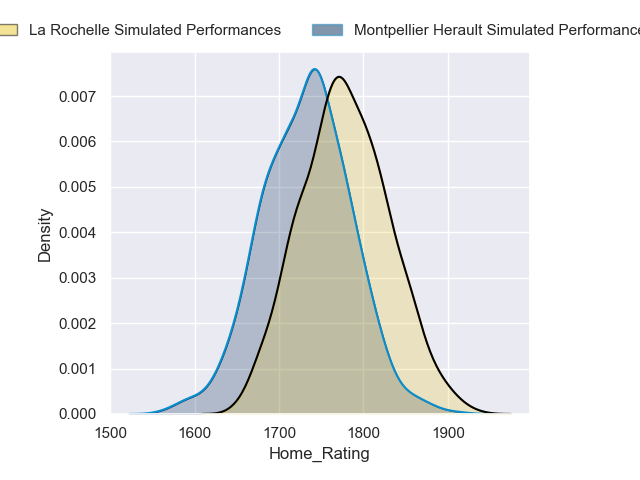 La Rochelle Simulated Performances
Montpellier Herault Simulated Performance
0.007
0.006
0.005
0.004
0.003
0.002
0.001
0.000
Density
1500 1600 1700 1800 1900
Home_Rating